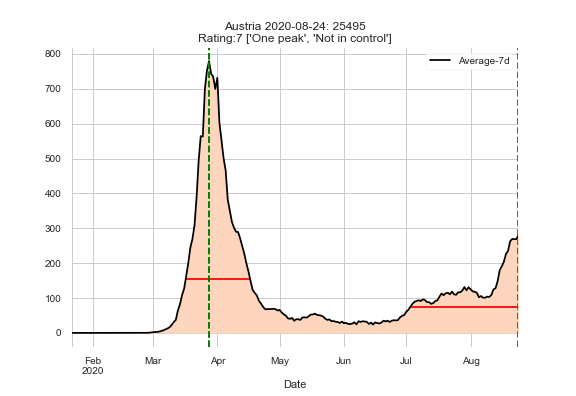 Austria 2020-08-24: 25495
Rating:7 ['One peak', 'Not in control']
Average-7d
800
700
600
500
400
300
200
100
0
Feb
2020
Mar
Apr
May
Jun
Jul
Aug
Date